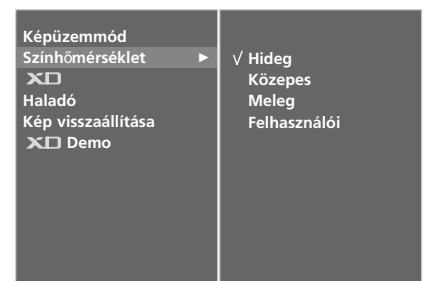 Képüzemmód
Színhőmérséklet ►
XD
Haladó
Kép visszaállítása
XD Demo
√ Hideg
Közepes
Meleg
Felhasználói